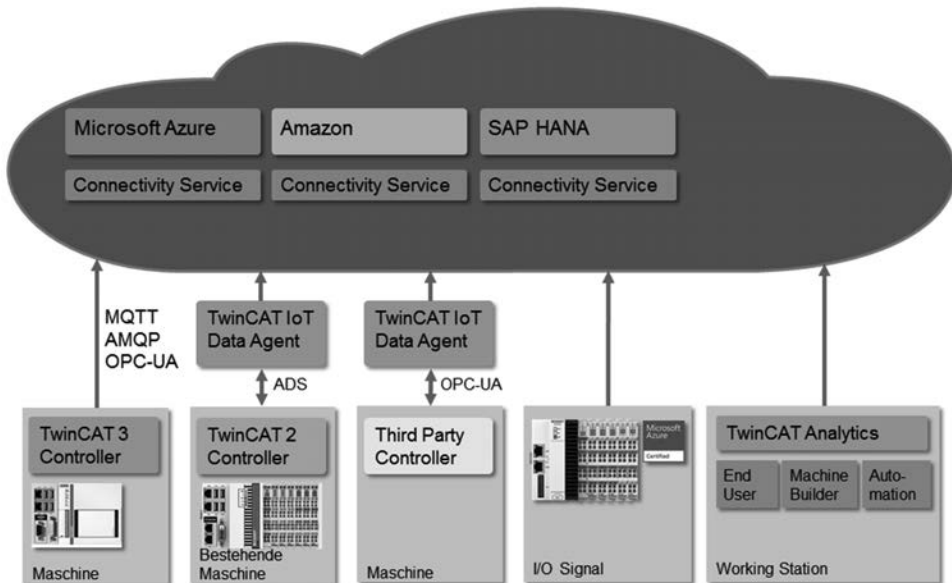 Microsoft Azure
Amazon
SAP HANA
Connectivity Service
Connectivity Service
Connectivity Service
MQTT
AMQP
OPC-UA
TwinCAT IoT
Data Agent
TwinCAT IoT
Data Agent
ADS
OPC-UA
TwinCAT 3
Controller
Maschine
TwinCAT 2
Controller
Bestehende
Maschine
Third Party
Controller
Maschine
Microsoft
Azure
Certified
I/O Signal
TwinCAT Analytics
End
User
Machine
Builder
Auto-
mation
Working Station